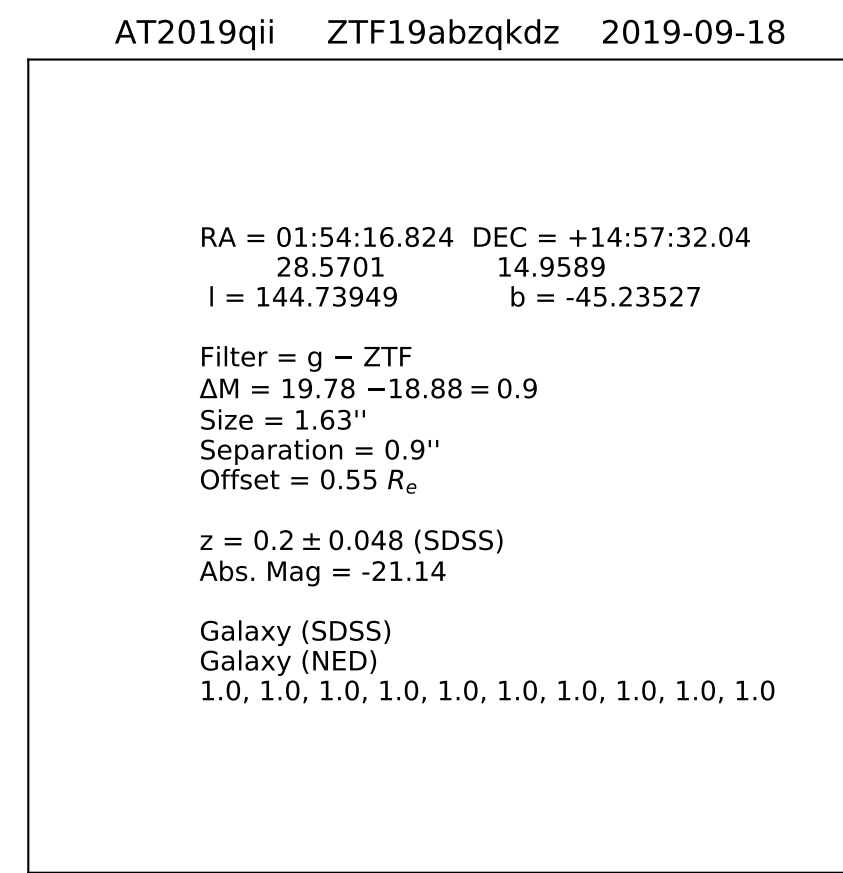 AT2019qii ZTF19abzqkdz 2019-09-18
RA = 01:54:16.824 DEC = +14:57:32.04
28.5701 14.9589
l = 144.73949 b = -45.23527
Filter = g − ZTF
ΔM = 19.78 −18.88 = 0.9
Size = 1.63''
Separation = 0.9''
Offset = 0.55 Re
z = 0.2 ± 0.048 (SDSS)
Abs. Mag = -21.14
Galaxy (SDSS)
Galaxy (NED)
1.0, 1.0, 1.0, 1.0, 1.0, 1.0, 1.0, 1.0, 1.0, 1.0